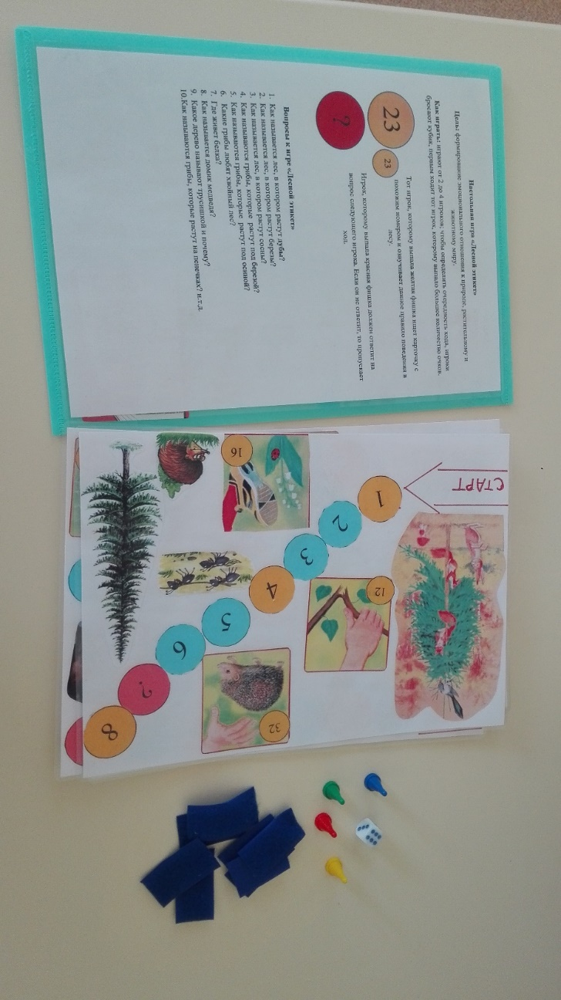 Настольная игра «Лесной этикет»
Цель: формирование эмоционального отношения к природе, растительному и
животному миру.
Как играть: играют от 2 до 4 игроков; чтобы определить очередность хода, игроки
бросают кубик, первым ходит тот игрок, которому выпало большее количество очков.
23
23
Тот игрок, которому выпала желтая фишка ищет карточку с
похожим номером и озвучивает данное правило поведения в
лесу.
?
Игрок, которому выпала красная фишка должен ответит на
вопрос следующего игрока. Если он не ответит, то пропускает
ход.
Вопросы к игре «Лесной этикет»
1. Как называется лес, в котором растут дубы?
2. Как называется лес, в котором растут березы?
3. Как называется лес, в котором растут сосны?
4. Как называются грибы, которые растут под березой?
5. Как называются грибы, которые растут под осиной?
6. Какие грибы любят хвойный лес?
7. Где живет белка?
8. Как называется домик медведя?
9. Какое дерево называют трусишкой и почему?
10. Как называются грибы, которые растут на пенечках? и.т.д.
СТАРТ
1
2
3
4
5
6
?
8
16
12
32